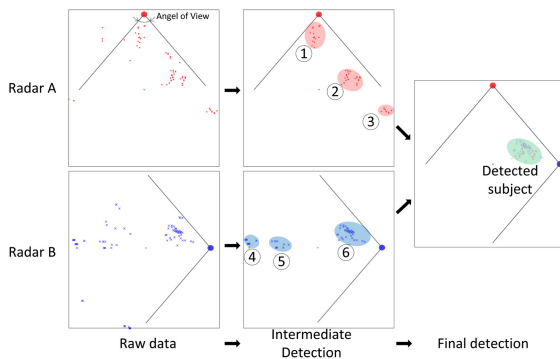 Angel of View
Radar A
1
2
3
Detected
subject
Radar B
4
5
6
Raw data
Intermediate
Detection
Final detection